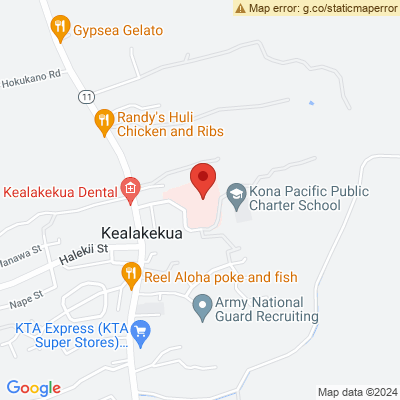 Map error: g.co/staticmaperror
Gypsea Gelato
Hokukano Rd
11
Randy's Huli
Chicken and Ribs
Kealakekua Dental
Kona Pacific Public
Charter School
Kealakekua
Manawa St
Halekii St
Reel Aloha poke and fish
Nape St
Army National
Guard Recruiting
KTA Express (KTA
Super Stores)...
Google
Map data ©2024